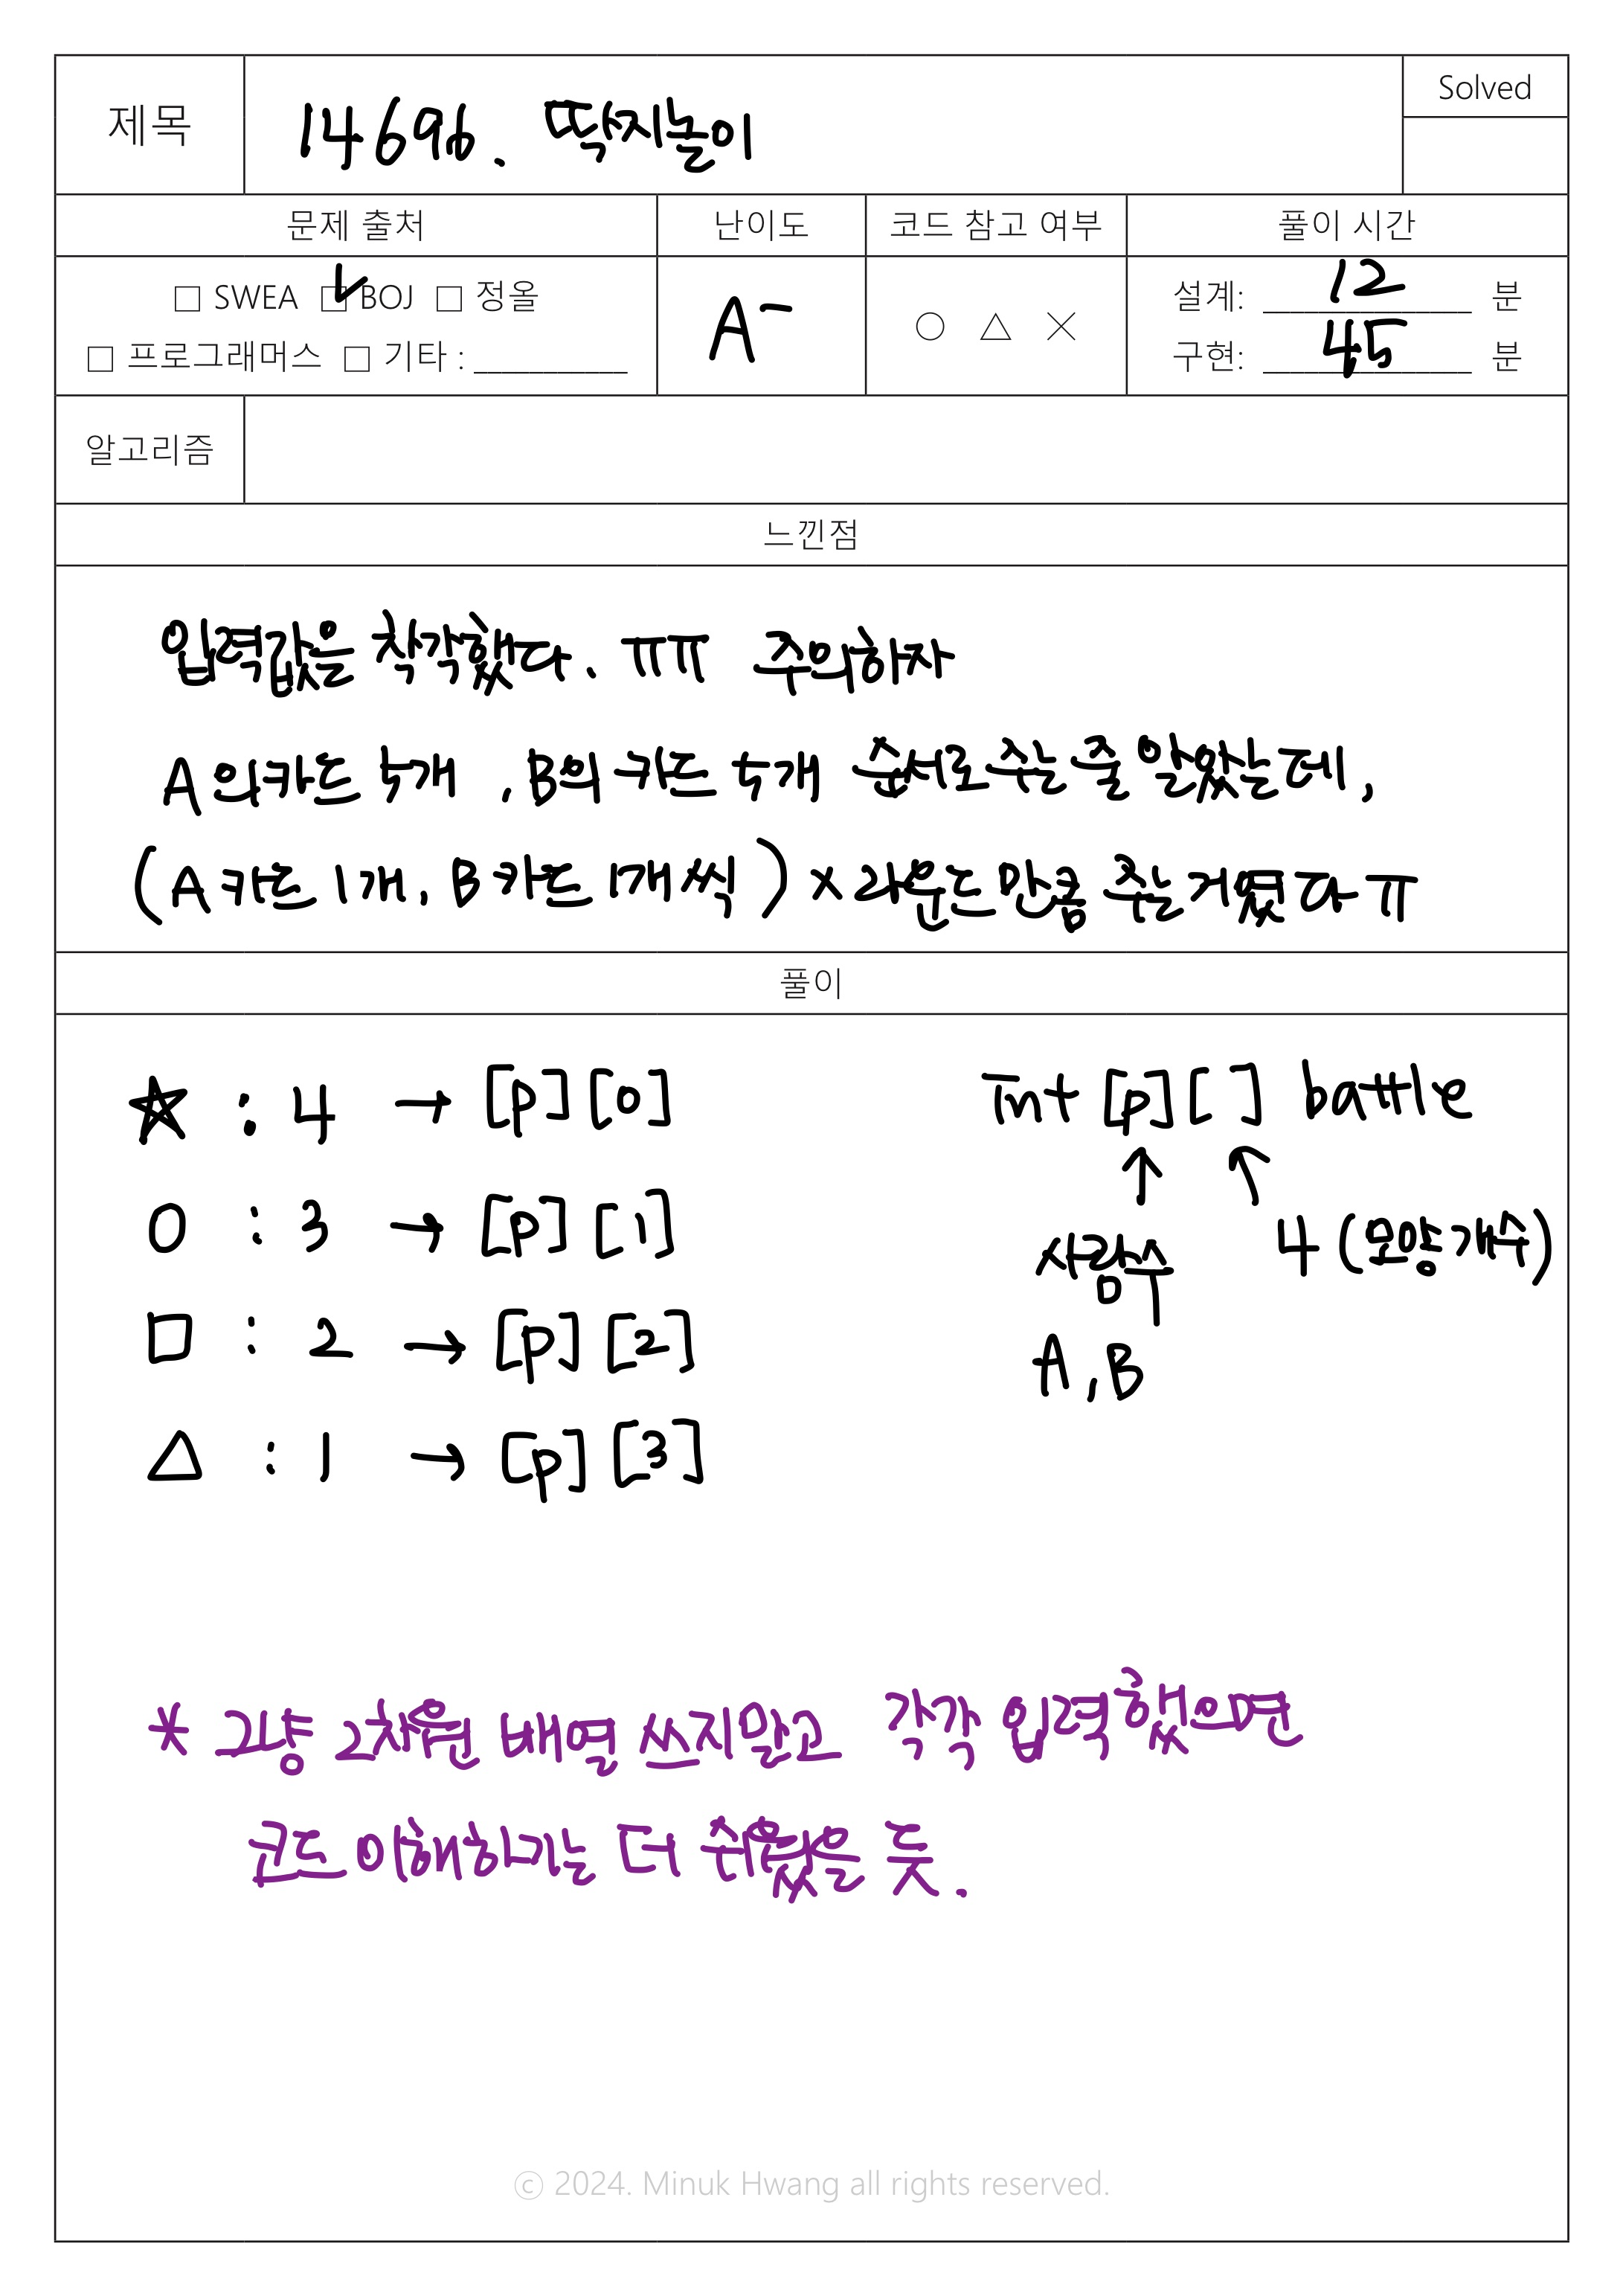 제목
14696. 딱지놀이
Solved
문제 출처
난이도
코드 참고 여부
풀이 시간
□ SWEA ☑ BOJ □ 정올
□ 프로그래머스 □ 기타 : __________
A-
○ △ ×
설계: 12 분
구현: 45 분
알고리즘
느낀점
입력값을 착각했다. ㅠㅠ 주의하자
A의 카드 5개, B의 카드 5개 순서로 주는 줄 알았는데,
(A 카드 1개, B 카드 1개씩) × 라운드 만큼 주는거였다ㅠ
풀이
☆ : 4 → [p][0]
○ : 3 → [p][1]
□ : 2 → [p][2]
△ : 1 → [p][3]
int [p][ ] battle
↑ ↑
사람수 4 (모양개수)
A, B
* 그냥 2차원 배열 쓰지말고 각각 입력했으면
코드 이해하기는 더 쉬웠을 듯.
© 2024. Minuk Hwang all rights reserved.